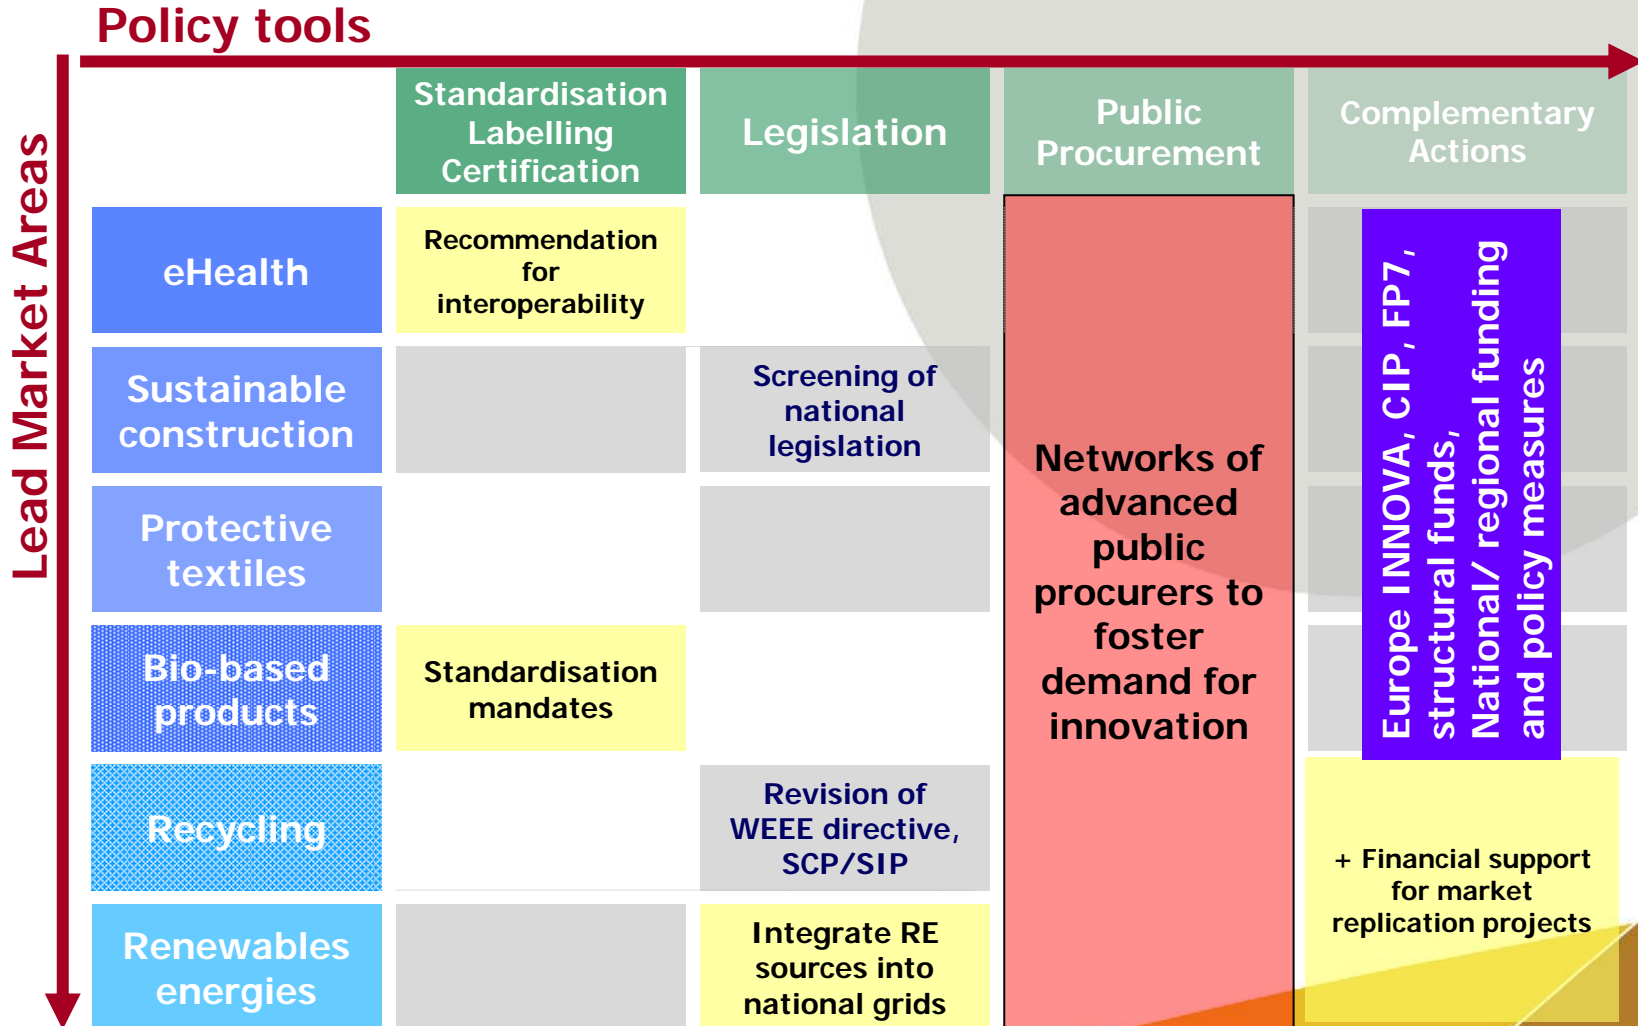 Policy tools
Lead Market Areas
Standardisation
Labelling
Certification
Legislation
Public
Procurement
Complementary
Actions
eHealth
Recommendation
for
interoperability
Sustainable
construction
Screening of
national
legislation
Protective
textiles
Bio-based
products
Standardisation
mandates
Recycling
Revision of
WEEE directive,
SCP/SIP
Renewables
energies
Integrate RE
sources into
national grids
Networks of
advanced
public
procurers to
foster
demand for
innovation
Europe INNOVA, CIP, FP7,
structural funds,
National/ regional funding
and policy measures
+ Financial support
for market
replication projects